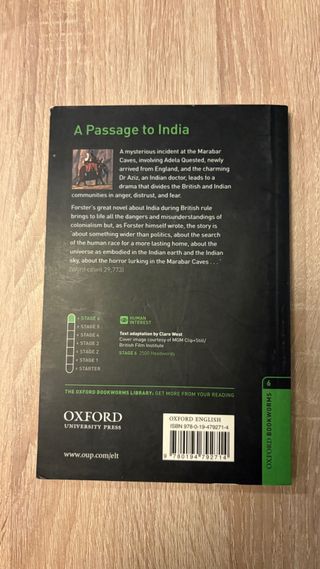 A Passage to India
A mysterious incident at the Marabar
Caves, involving Adela Quested, newly
arrived from England, and the charming
Dr Aziz, an Indian doctor, leads to a
drama that divides the British and Indian
communities in anger, distrust, and fear.
Forster's great novel about India during British rule
brings to life all the dangers and misunderstandings of
colonialism but, as Forster himself wrote, the story is
'about something wider than politics, about the search
of the human race for a more lasting home, about the
universe as embodied in the Indian earth and the Indian
sky, about the horror lurking in the Marabar Caves . . .'
(Word count 29,773)
STAGE 6
STAGE 5
STAGE 4
STAGE 3
STAGE 2
STAGE 1
STARTER
HUMAN
INTEREST
Text adaptation by Clare West
Cover image courtesy of MGM Clip+Still/
British Film Institute
STAGE 6 2500 Headwords
THE OXFORD BOOKWORMS LIBRARY: GET MORE FROM YOUR READING
OXFORD
UNIVERSITY PRESS
www.oup.com/elt
OXFORD ENGLISH
ISBN 978-0-19-479271-4
9 780194 792714
6
OXFORD BOOKWORMS